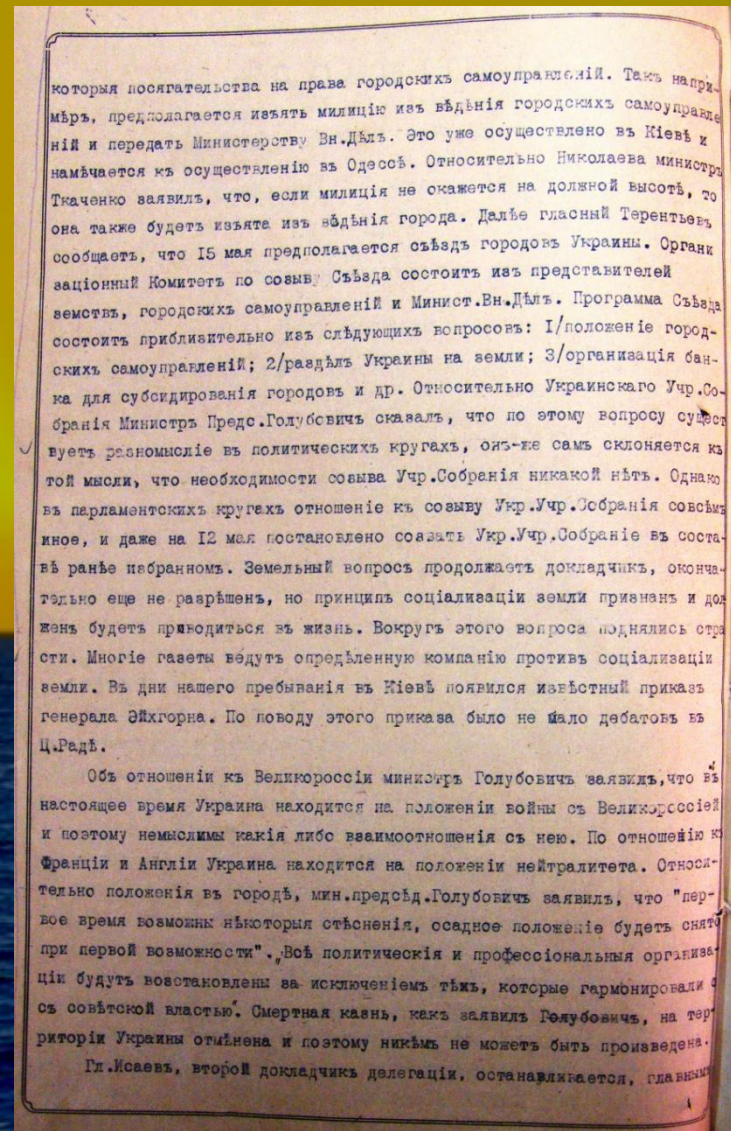 которыя посягательства на права городскихъ самоуправленій. Такъ напри-
мѣръ, предполагается изъять милицію изъ вѣдѣнія городскихъ самоуправле
ній и передать Министерству Вн.Дѣлъ. Это уже осуществлено въ Кіевѣ и
намѣчается къ осуществленію въ Одессѣ. Относительно Николаева министръ
Ткаченко заявилъ, что, если милиція не окажется на должной высотѣ, то
она также будетъ изъята изъ вѣдѣнія города. Далѣе гласный Терентьевъ
сообщаетъ, что 15 мая предполагается съѣздъ городовъ Украины. Органи
заціонный Комитетъ по созыву Съѣзда состоитъ изъ представителей
земствъ, городскихъ самоуправленій и Минист.Вн.Дѣлъ. Программа Съѣзда
состоитъ приблизительно изъ слѣдующихъ вопросовъ: I/положеніе город-
скихъ самоуправленій; 2/раздѣлъ Украины на земли; 3/организація бан-
ка для субсидированія городовъ и др. Относительно Украинскаго Учр.Со-
бранія Министръ Предс.Голубовичъ сказалъ, что по этому вопросу сущест
вуетъ разномысліе въ политическихъ кругахъ, онъ-же самъ склоняется къ
той мысли, что необходимости созыва Учр.Собранія никакой нѣтъ. Однако
въ парламентскихъ кругахъ отношеніе къ созыву Укр.Учр.Собранія совсѣмъ
иное, и даже на I2 мая постановлено созвать Укр.Учр.Собраніе въ соста-
вѣ ранѣе избранномъ. Земельный вопросъ продолжаетъ докладчикъ, оконча-
тельно еще не разрѣшенъ, но принципъ соціализаціи земли признанъ и дол
женъ будетъ приводиться въ жизнь. Вокругъ этого вопроса поднялись стра
сти. Многіе газеты ведутъ опредѣленную компанію противъ соціализаціи
земли. Въ дни нашего пребыванія въ Кіевѣ появился извѣстный приказъ
генерала Эйхгорна. По поводу этого приказа было не мало дебатовъ въ
Ц.Радѣ.
Объ отношеніи къ Великороссіи министръ Голубовичъ заявилъ,что въ
настоящее время Украина находится на положеніи войны съ Великороссіей
и поэтому немыслимы какія либо взаимоотношенія съ нею. По отношенію къ
Франціи и Англіи Украина находится на положеніи нейтралитета. Относи-
тельно положенія въ городѣ, мин.предсѣд.Голубовичъ заявилъ, что "пер-
вое время возможны нѣкоторыя стѣсненія, осадное положеніе будетъ снято
при первой возможности". „Всѣ политическія и профессіональныя организа-
ціи будутъ возстановлены за исключеніемъ тѣхъ, которые гармонировали
съ совѣтской властью". Смертная казнь, какъ заявилъ Голубовичъ, на тер-
риторіи Украины отмѣнена и поэтому никѣмъ не можетъ быть произведена.
Гл.Исаевъ, второй докладчикъ делегаціи, останавливается, главнымъ